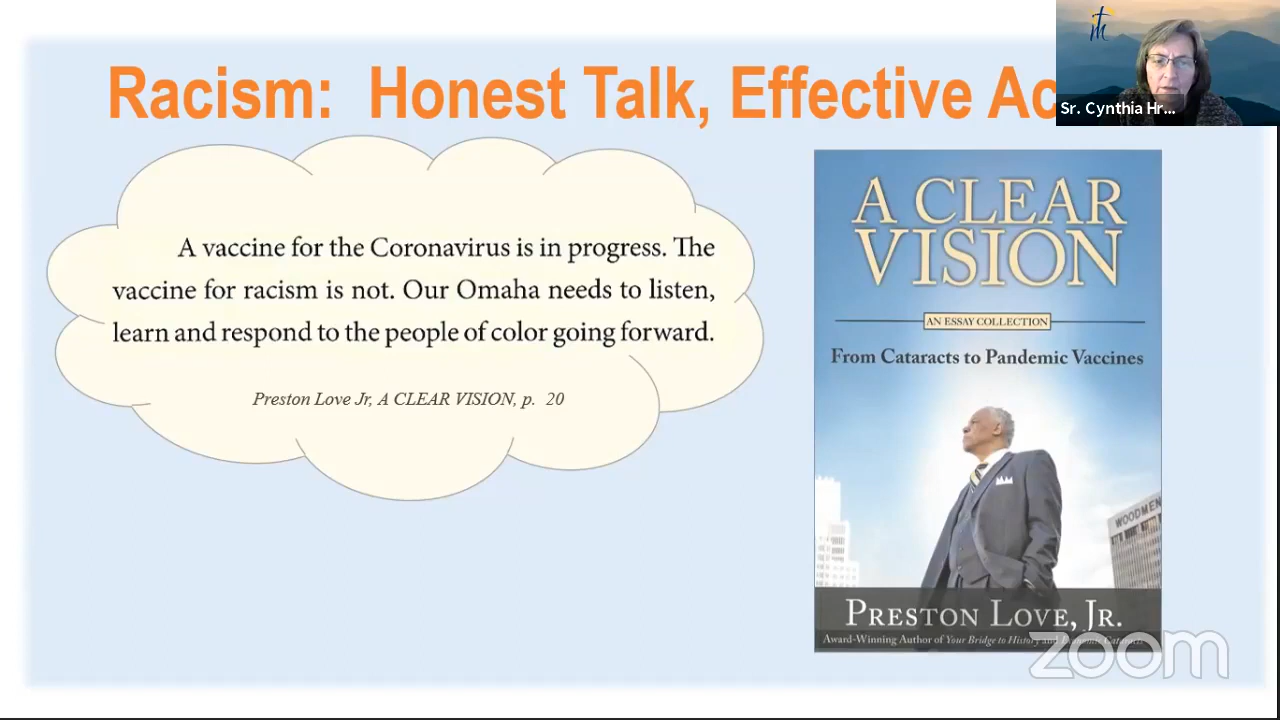 Racism: Honest Talk, Effective Ac
Sr. Cynthia Hr...
A vaccine for the Coronavirus is in progress. The
vaccine for racism is not. Our Omaha needs to listen,
learn and respond to the people of color going forward.
Preston Love Jr, A CLEAR VISION, p. 20
A CLEAR
VISION
AN ESSAY COLLECTION
From Cataracts to Pandemic Vaccines
WOODMEN
PRESTON LOVE, JR.
Award-Winning Author of Your Bridge to History and Economic Cataracts
zoom